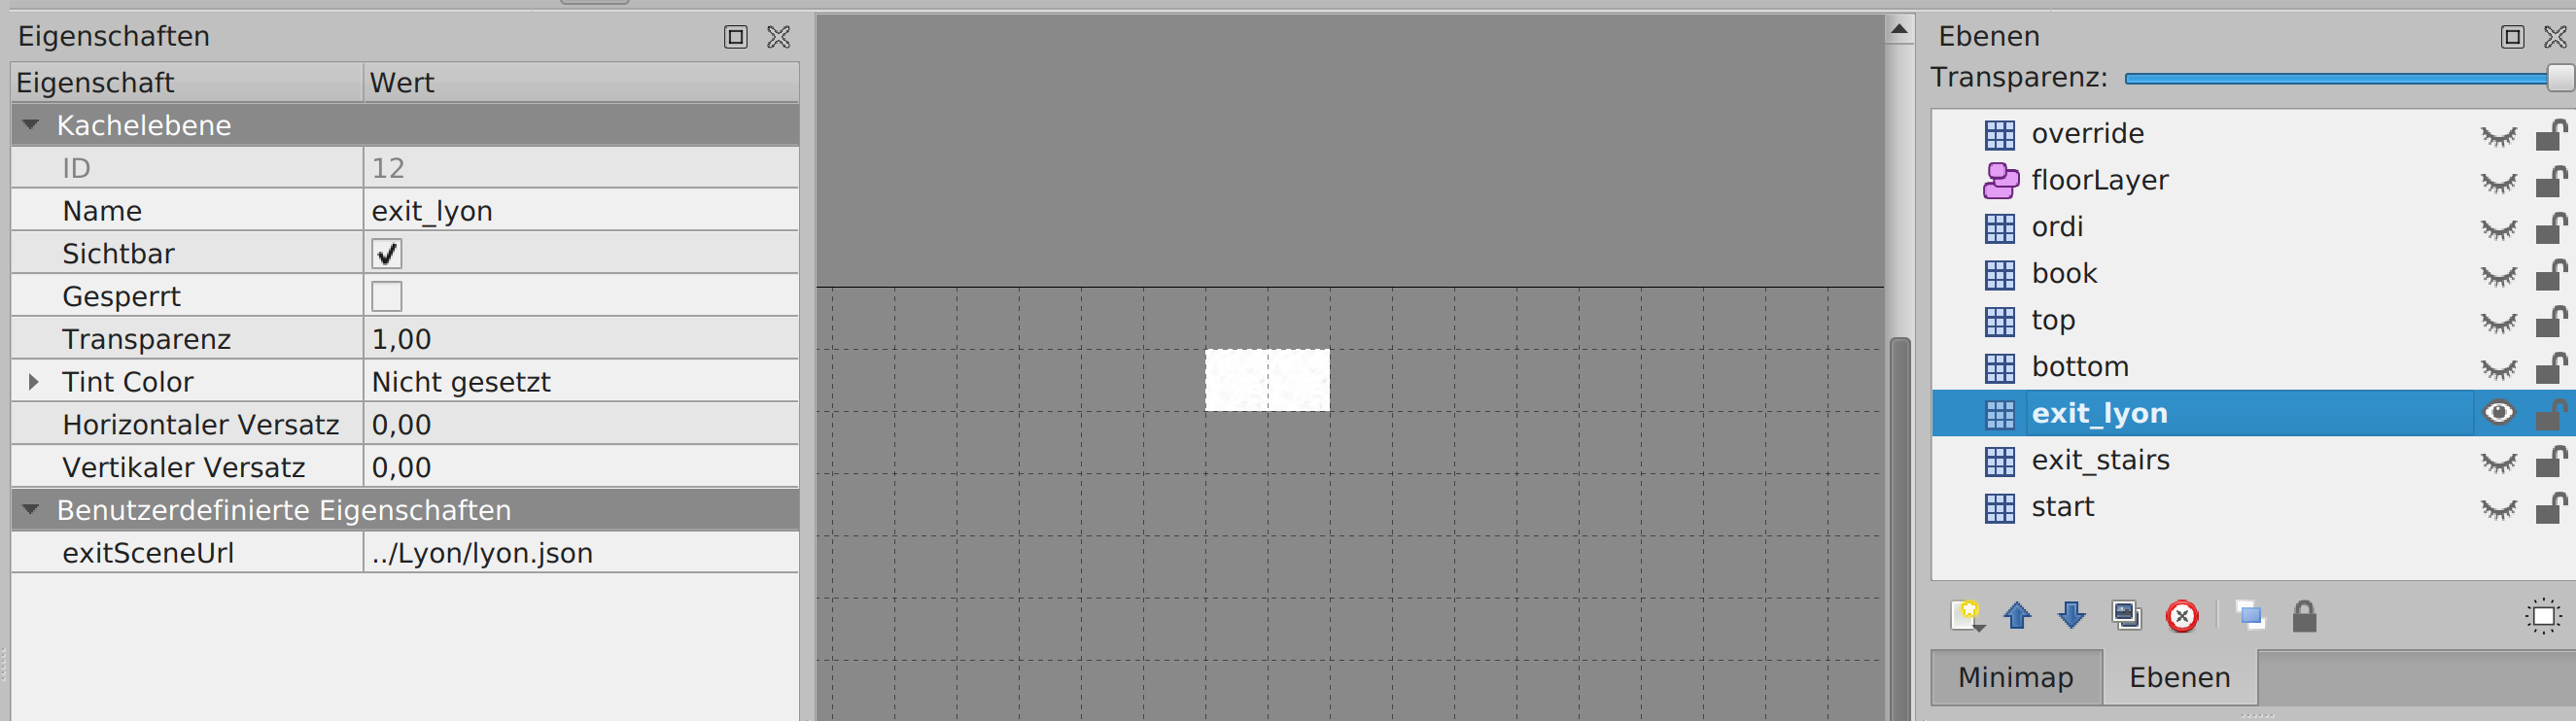 Eigenschaften
Eigenschaft Wert
Kachelebene
ID 12
Name exit_lyon
Sichtbar
Gesperrt
Transparenz 1,00
Tint Color Nicht gesetzt
Horizontaler Versatz 0,00
Vertikaler Versatz 0,00
Benutzerdefinierte Eigenschaften
exitSceneUrl ../Lyon/lyon.json
Ebenen
Transparenz:
override
floorLayer
ordi
book
top
bottom
exit_lyon
exit_stairs
start
Minimap Ebenen